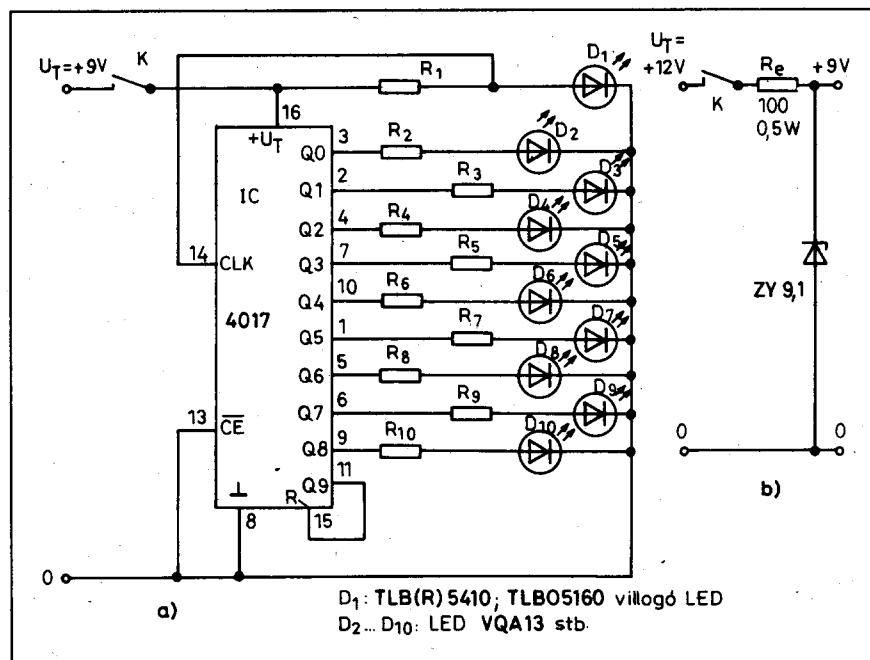 U_T=+9V
K
R1
D1
16
+U_T
IC
4017
14
CLK
13
C̅E̅
⊥
8
R
15
Q0
3
R2
D2
Q1
2
R3
D3
Q2
4
R4
D4
Q3
7
R5
D5
Q4
10
R6
D6
Q5
1
R7
D7
Q6
5
R8
D8
Q7
6
R9
D9
Q8
9
R10
D10
Q9
11
0
a)
U_T=
+12V
K
Re
100
0,5W
+9V
ZY 9,1
0
0
b)
D1: TLB(R) 5410; TLBO5160 villogó LED
D2...D10: LED VQA13 stb.